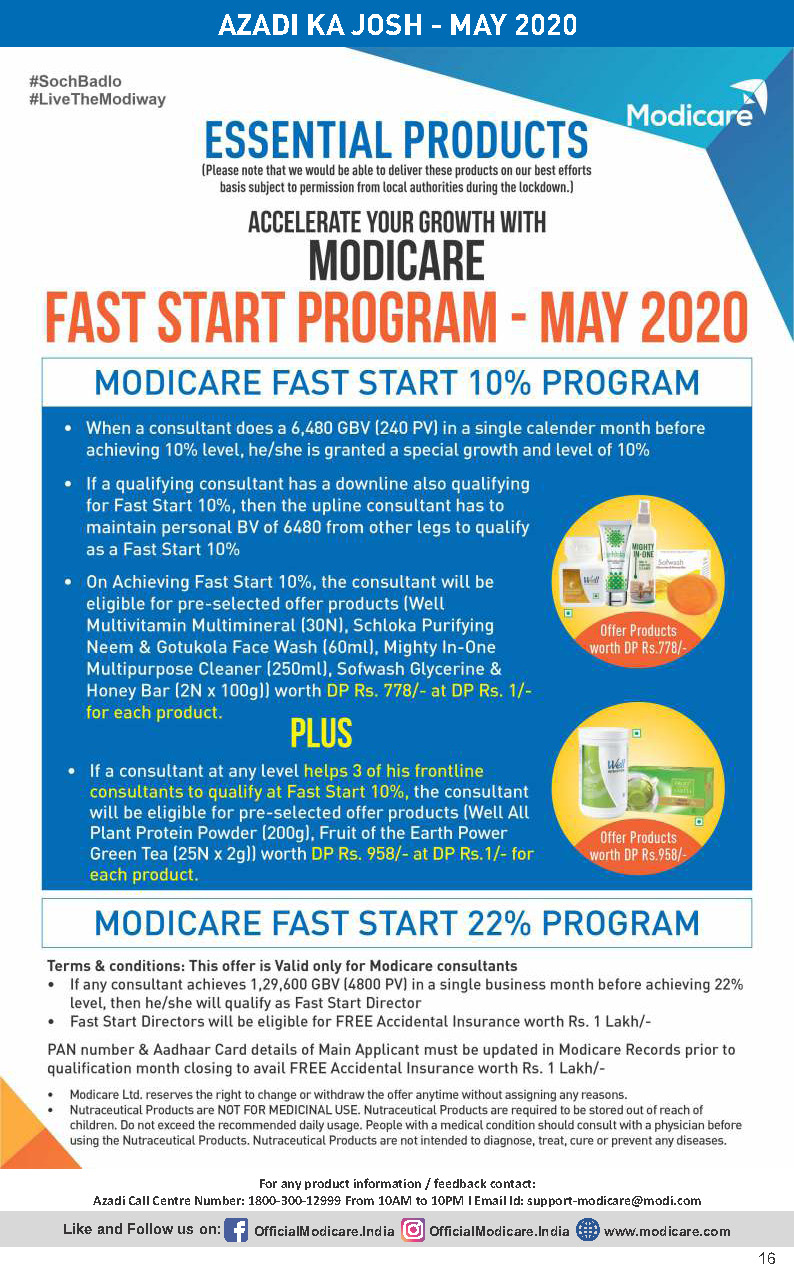 AZADI KA JOSH - MAY 2020
#SochBadlo
#LiveTheModiway
Modicare
ESSENTIAL PRODUCTS
(Please note that we would be able to deliver these products on our best efforts
basis subject to permission from local authorities during the lockdown.)
ACCELERATE YOUR GROWTH WITH
MODICARE
FAST START PROGRAM - MAY 2020
MODICARE FAST START 10% PROGRAM
• When a consultant does a 6,480 GBV (240 PV) in a single calender month before
achieving 10% level, he/she is granted a special growth and level of 10%
• If a qualifying consultant has a downline also qualifying
for Fast Start 10%, then the upline consultant has to
maintain personal BV of 6480 from other legs to qualify
as a Fast Start 10%
• On Achieving Fast Start 10%, the consultant will be
eligible for pre-selected offer products (Well
Multivitamin Multimineral (30N), Schloka Purifying
Neem & Gotukola Face Wash (60ml), Mighty In-One
Multipurpose Cleaner (250ml), Sofwash Glycerine &
Honey Bar (2N x 100g)) worth DP Rs. 778/- at DP Rs. 1/-
for each product.
Well
MIGHTY
IN-ONE
Sofwash
Offer Products
worth DP Rs.778/-
PLUS
• If a consultant at any level helps 3 of his frontline
consultants to qualify at Fast Start 10%, the consultant
will be eligible for pre-selected offer products (Well All
Plant Protein Powder (200g), Fruit of the Earth Power
Green Tea (25N x 2g)) worth DP Rs. 958/- at DP Rs.1/- for
each product.
Well
Offer Products
worth DP Rs.958/-
MODICARE FAST START 22% PROGRAM
Terms & conditions: This offer is Valid only for Modicare consultants
• If any consultant achieves 1,29,600 GBV (4800 PV) in a single business month before achieving 22%
level, then he/she will qualify as Fast Start Director
• Fast Start Directors will be eligible for FREE Accidental Insurance worth Rs. 1 Lakh/-
PAN number & Aadhaar Card details of Main Applicant must be updated in Modicare Records prior to
qualification month closing to avail FREE Accidental Insurance worth Rs. 1 Lakh/-
• Modicare Ltd. reserves the right to change or withdraw the offer anytime without assigning any reasons.
• Nutraceutical Products are NOT FOR MEDICINAL USE. Nutraceutical Products are required to be stored out of reach of
children. Do not exceed the recommended daily usage. People with a medical condition should consult with a physician before
using the Nutraceutical Products. Nutraceutical Products are not intended to diagnose, treat, cure or prevent any diseases.
For any product information / feedback contact:
Azadi Call Centre Number: 1800-300-12999 From 10AM to 10PM I Email Id: support-modicare@modi.com
Like and Follow us on: OfficialModicare.India OfficialModicare.India www.modicare.com
16